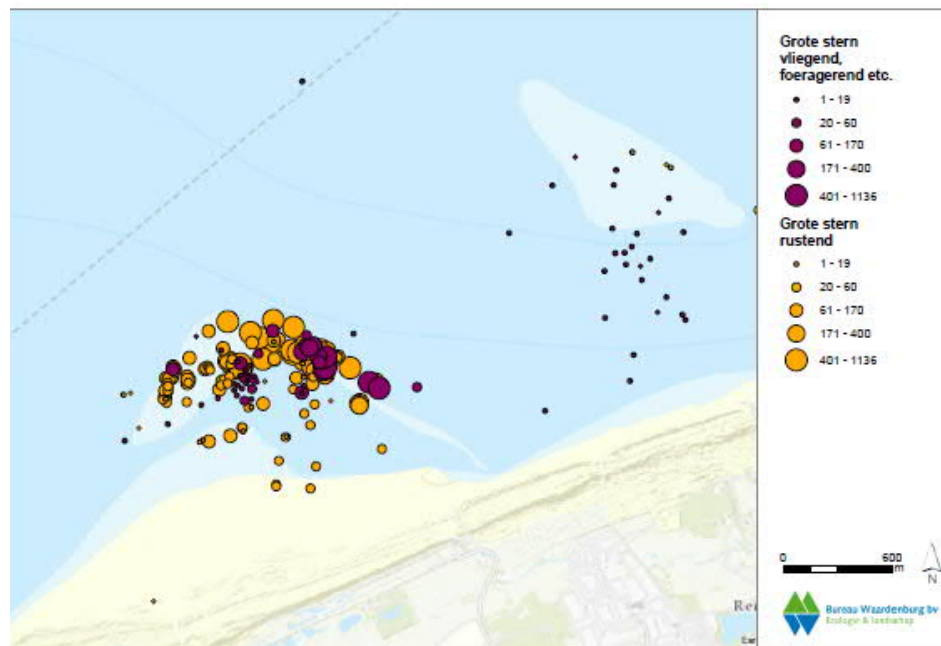 Grote stern
vliegend,
foeragerend etc.
1 - 19
20 - 60
61 - 170
171 - 400
401 - 1136
Grote stern
rustend
1 - 19
20 - 60
61 - 170
171 - 400
401 - 1136
0 600
m
N
Bureau Waardenburg bv
Ecologie & landschap